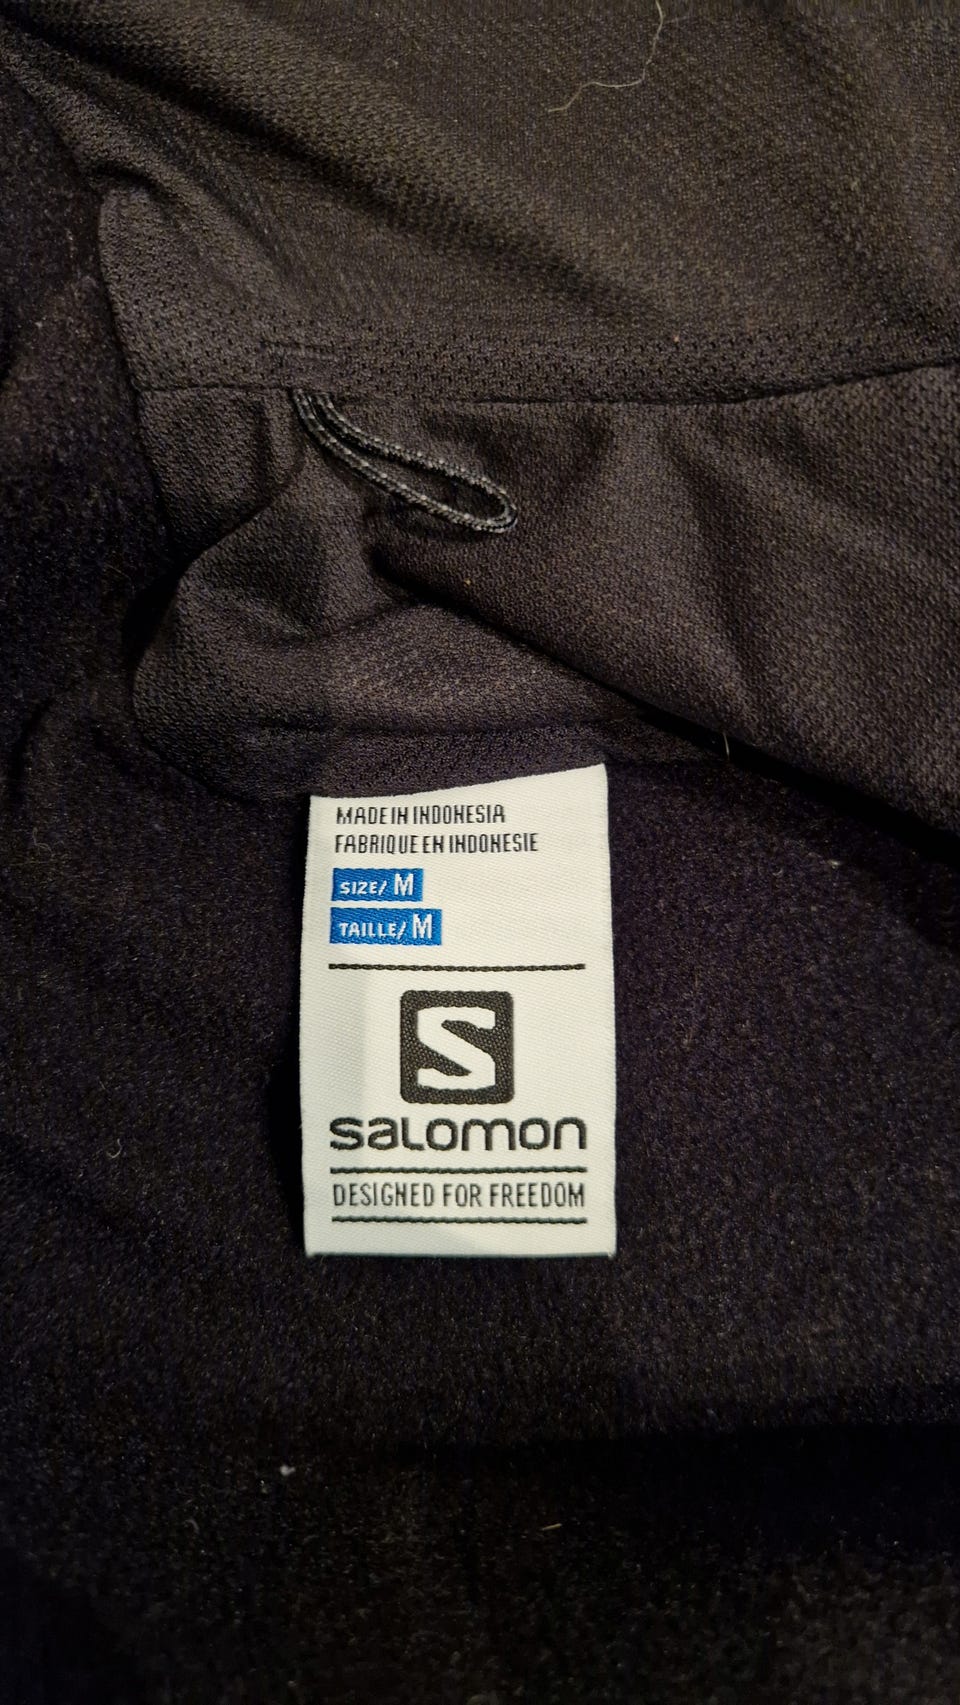 MADE IN INDONESIA
FABRIQUE EN INDONESIE
SIZE/ M
TAILLE/ M
S
salomon
DESIGNED FOR FREEDOM